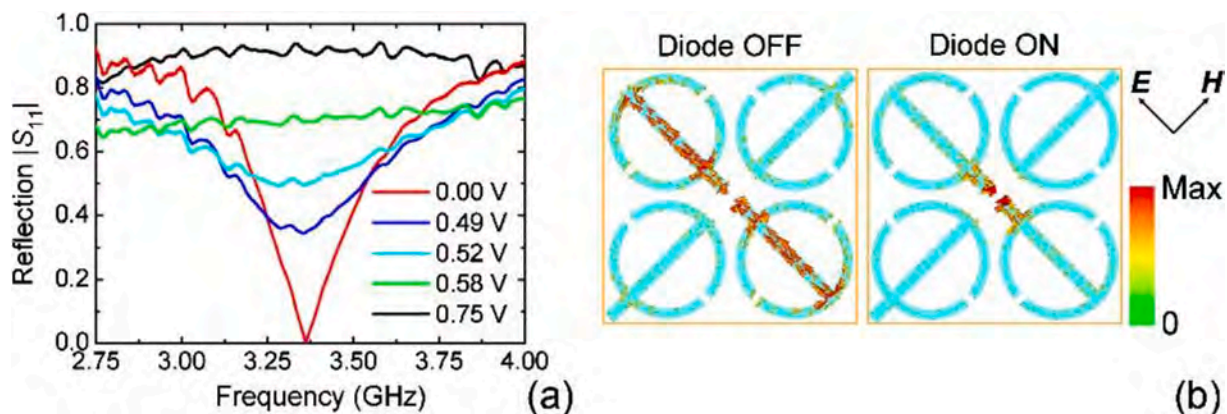 1.0
0.8
0.6
0.4
0.2
0.0
Reflection |S11|
0.00 V
0.49 V
0.52 V
0.58 V
0.75 V
2.75 3.00 3.25 3.50 3.75 4.00
Frequency (GHz)
(a)
Diode OFF Diode ON
E H
Max
0
(b)